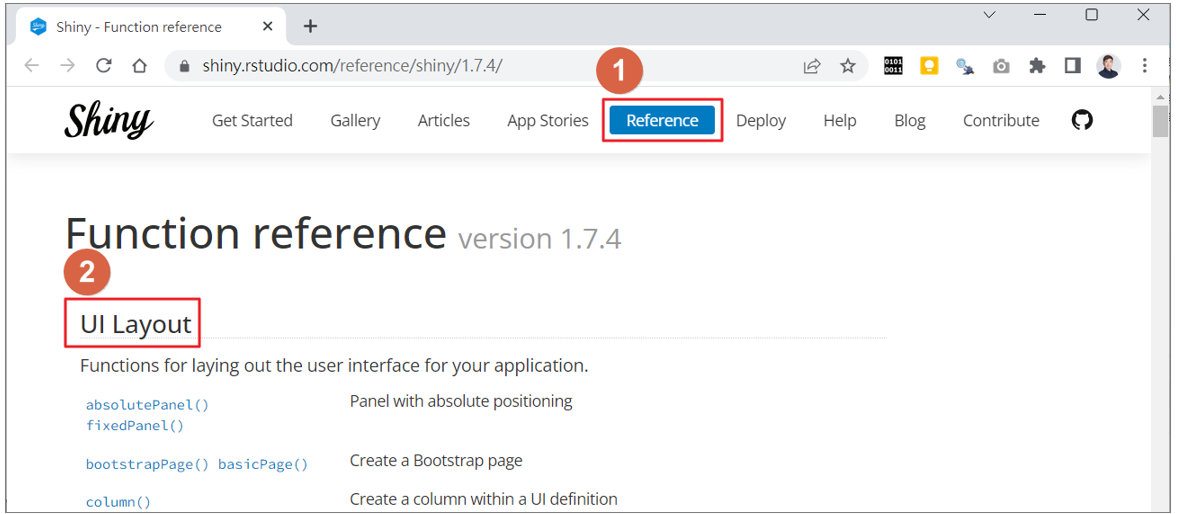 Shiny - Function reference
shiny.rstudio.com/reference/shiny/1.7.4/
0101
0011
1
Shiny Get Started Gallery Articles App Stories Reference Deploy Help Blog Contribute
Function reference version 1.7.4
2
UI Layout
Functions for laying out the user interface for your application.
absolutePanel() Panel with absolute positioning
fixedPanel()
bootstrapPage() basicPage() Create a Bootstrap page
column() Create a column within a UI definition